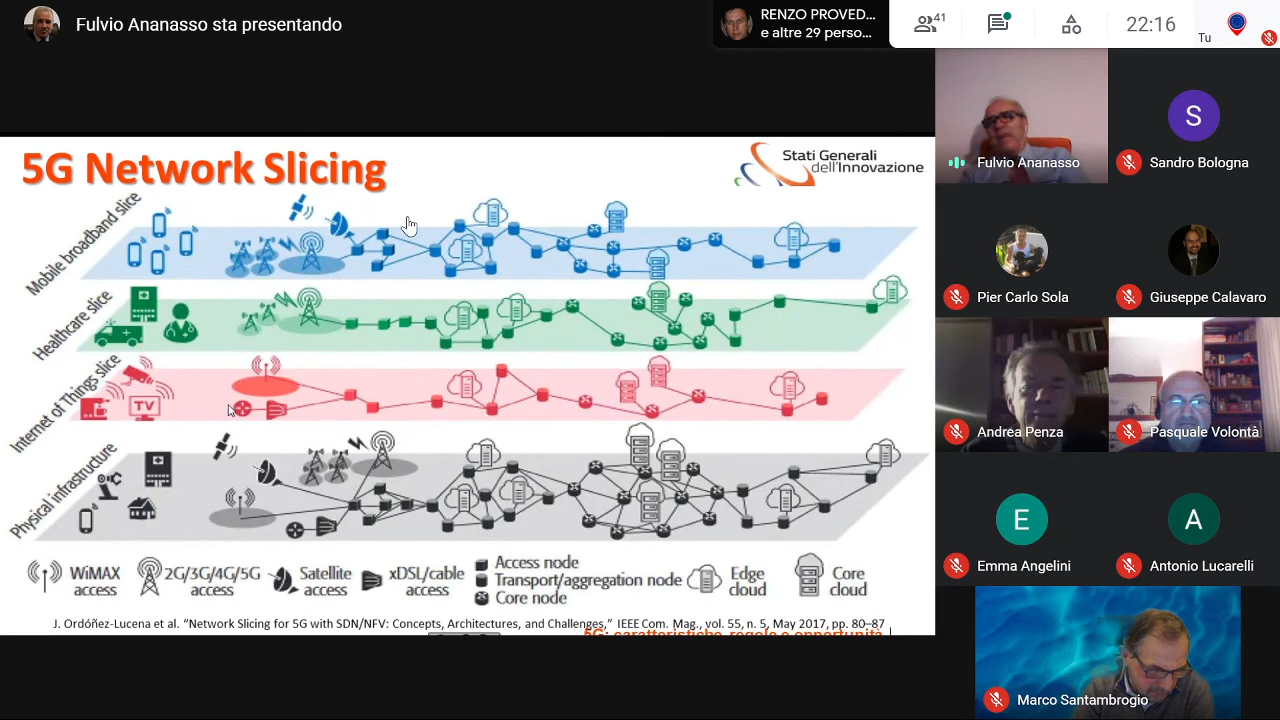 Fulvio Ananasso sta presentando
RENZO PROVED...
e altre 29 perso...
41
22:16
Tu
5G Network Slicing
Stati Generali
dell'Innovazione
Mobile broadband slice
Healthcare slice
Internet of Things slice
TV
Physical infrastructure
WiMAX
access
2G/3G/4G/5G
access
Satellite
access
xDSL/cable
access
Access node
Transport/aggregation node
Core node
Edge
cloud
Core
cloud
J. Ordóñez-Lucena et al. "Network Slicing for 5G with SDN/NFV: Concepts, Architectures, and Challenges," IEEE Com. Mag., vol. 55, n. 5, May 2017, pp. 80–87
5G: caratteristiche, regole e opportunità
Fulvio Ananasso
S
Sandro Bologna
Pier Carlo Sola
Giuseppe Calavaro
Andrea Penza
Pasquale Volontà
E
Emma Angelini
A
Antonio Lucarelli
Marco Santambrogio